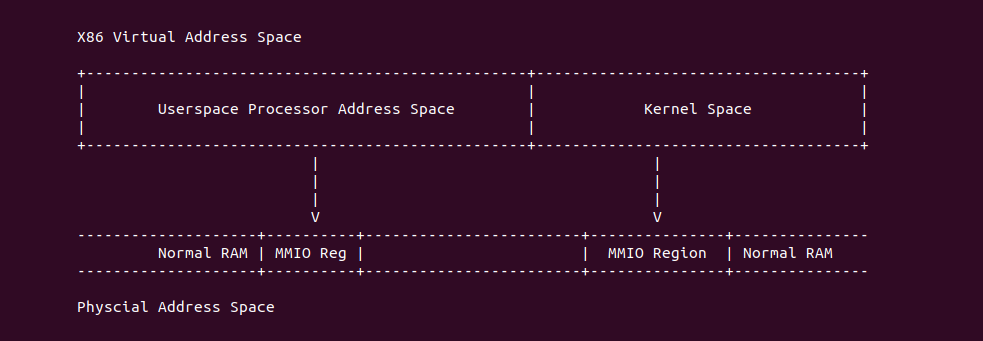 X86 Virtual Address Space
Userspace Processor Address Space Kernel Space
V V
Normal RAM | MMIO Reg | | MMIO Region | Normal RAM
Physcial Address Space